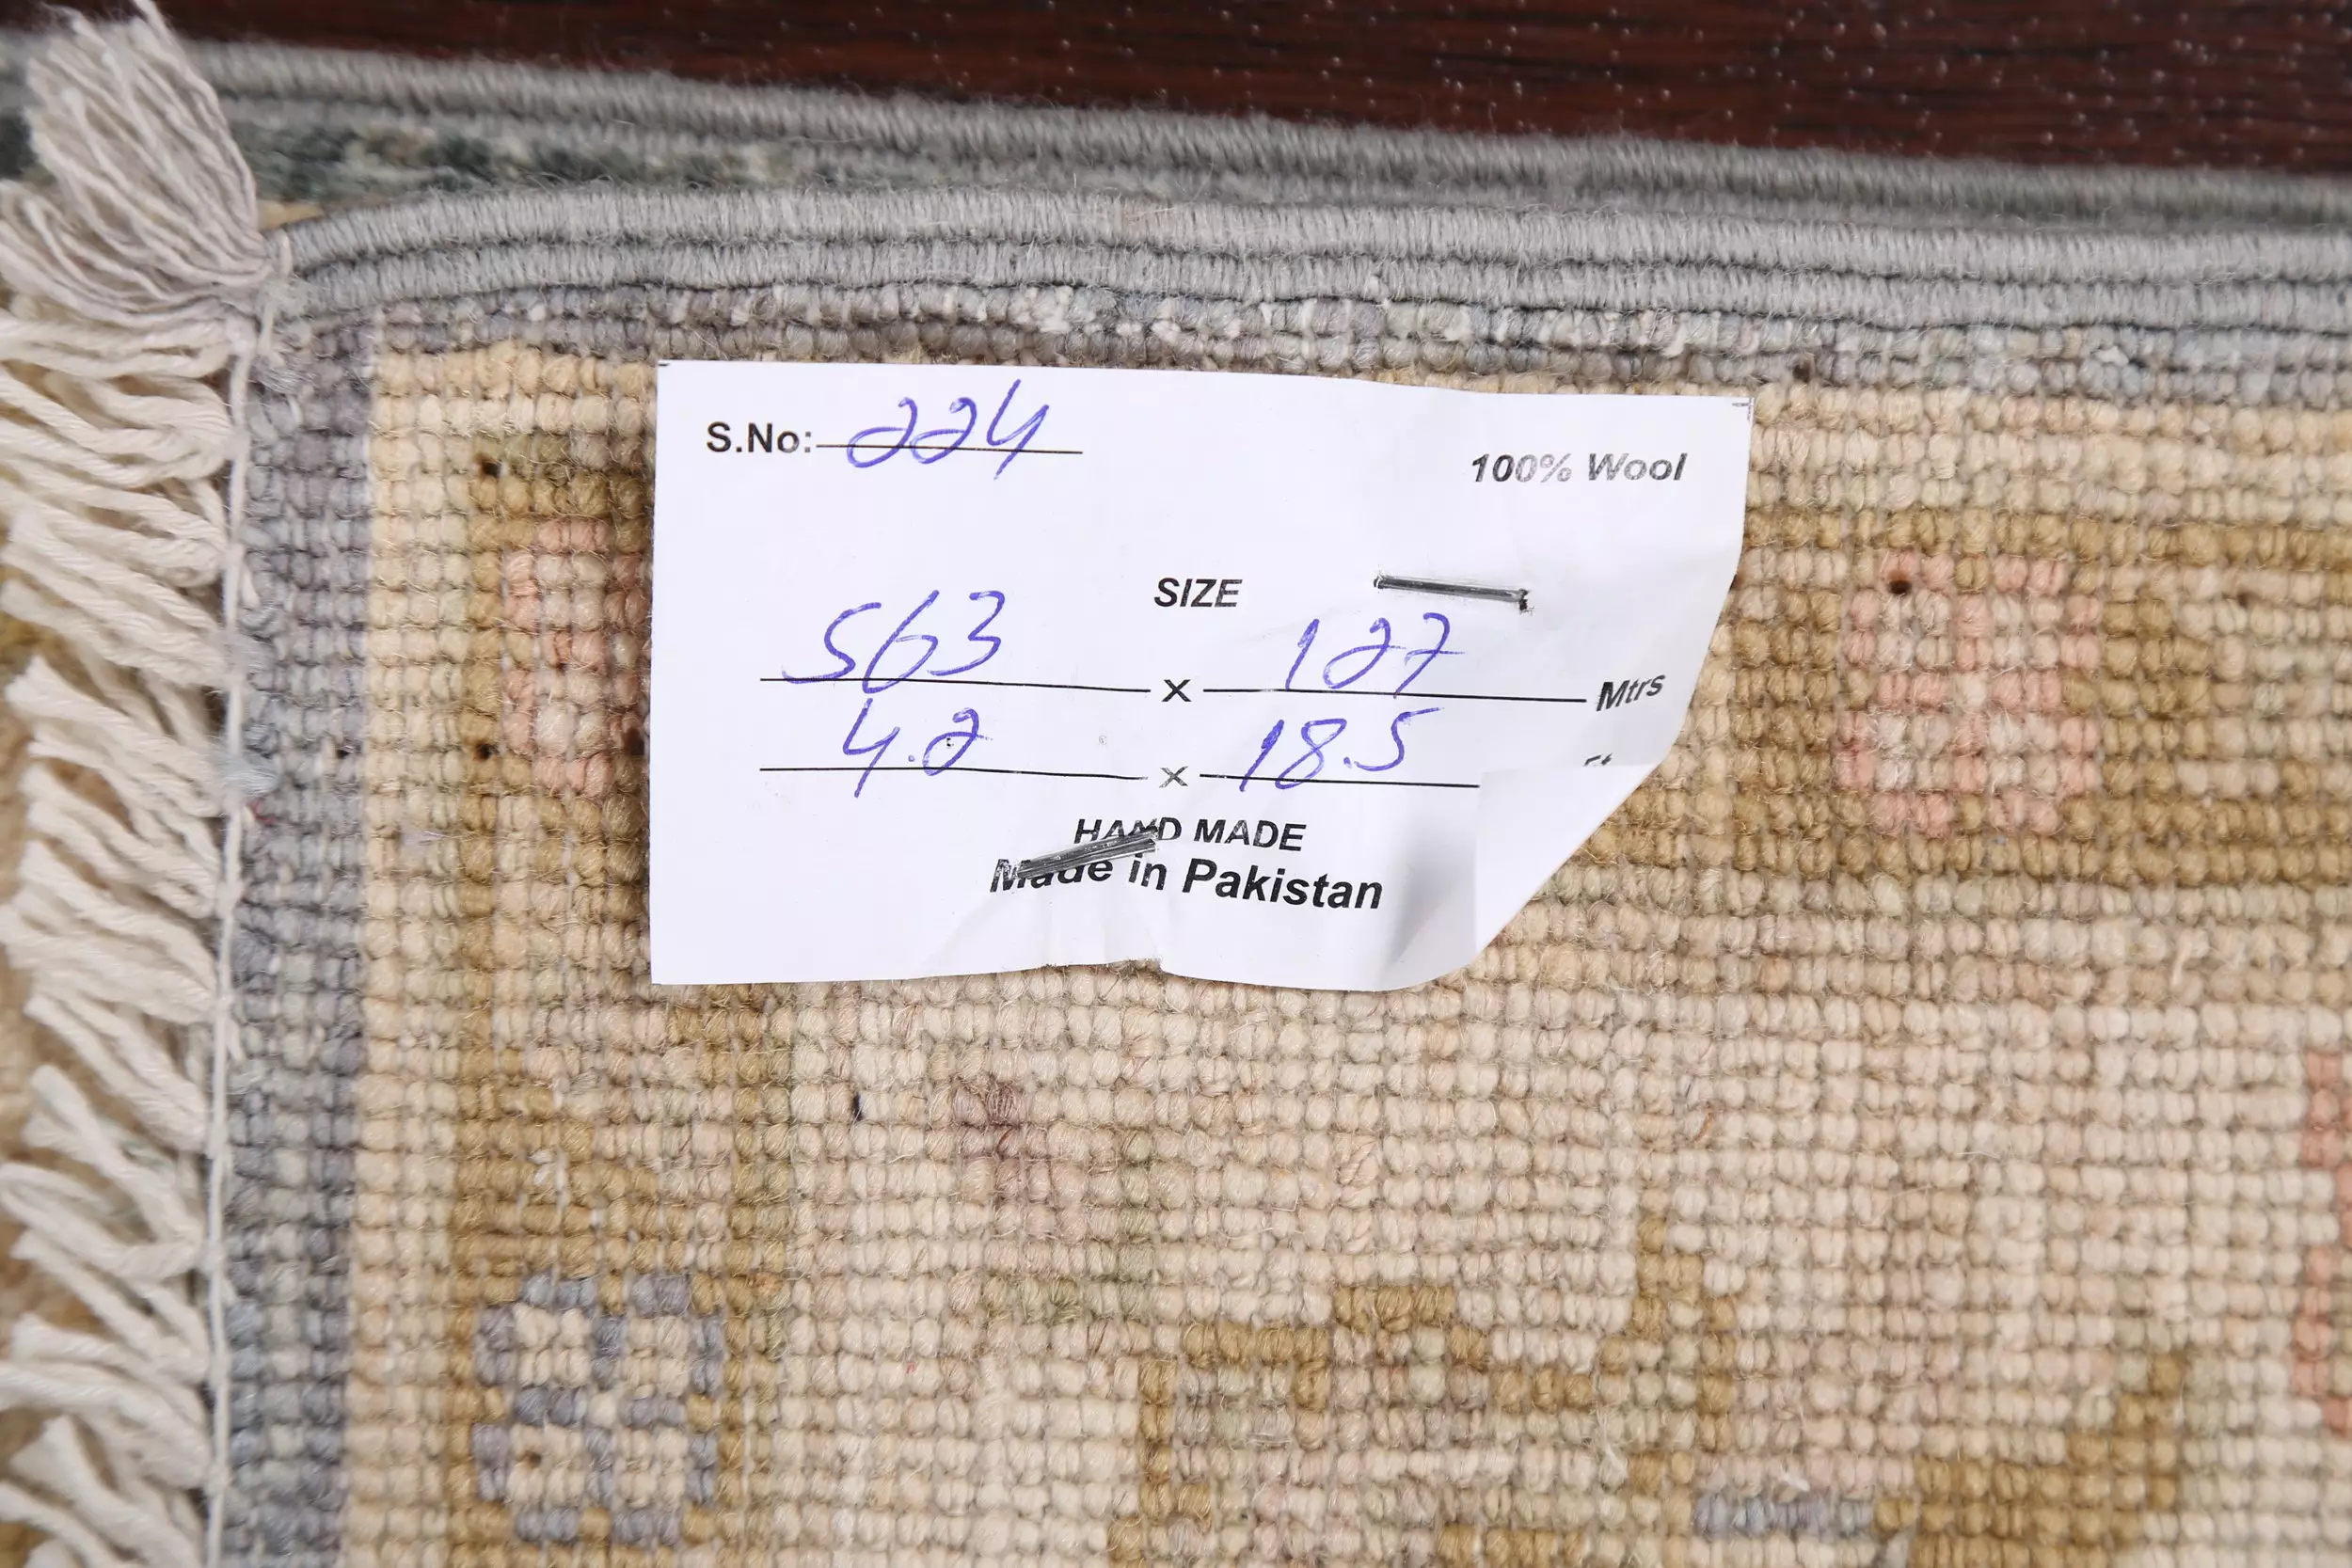 S.No: 224
100% Wool
SIZE
563 x 127 Mtrs
4.2 x 18.5
HAND MADE
Made in Pakistan